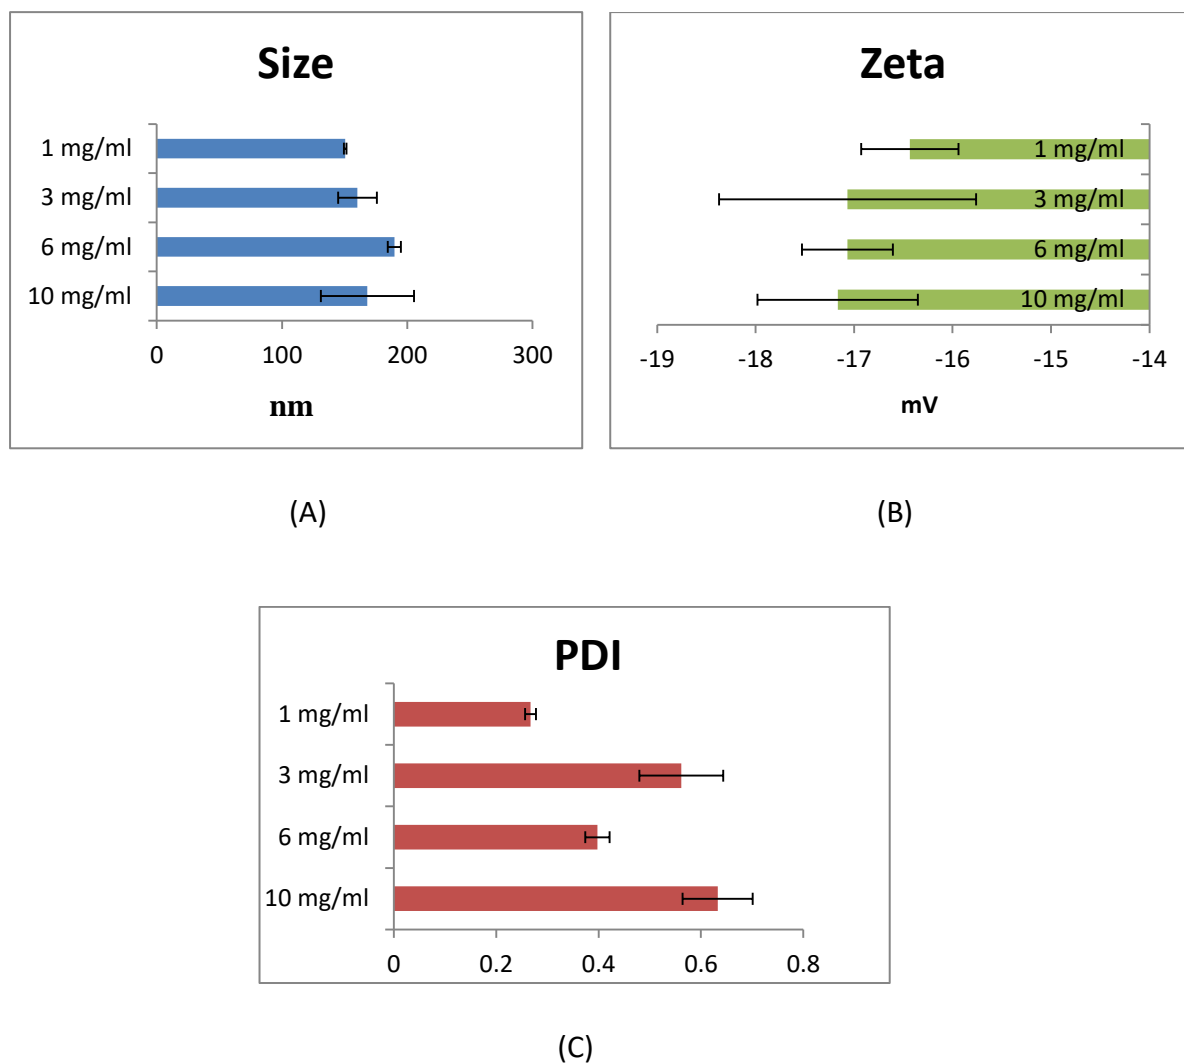 Size
1 mg/ml
3 mg/ml
6 mg/ml
10 mg/ml
0 100 200 300
nm
(A)
Zeta
1 mg/ml
3 mg/ml
6 mg/ml
10 mg/ml
-19 -18 -17 -16 -15 -14
mV
(B)
PDI
1 mg/ml
3 mg/ml
6 mg/ml
10 mg/ml
0 0.2 0.4 0.6 0.8
(C)